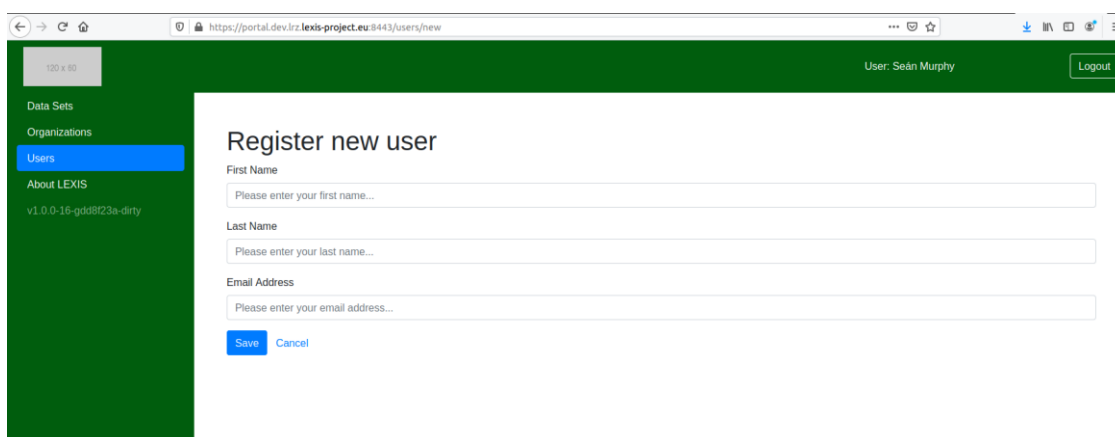 https://portal.dev.lrz.lexis-project.eu:8443/users/new
120 x 60
User: Seán Murphy
Logout
Data Sets
Organizations
Users
About LEXIS
v1.0.0-16-gdd8f23a-dirty
Register new user
First Name
Please enter your first name...
Last Name
Please enter your last name...
Email Address
Please enter your email address...
Save Cancel